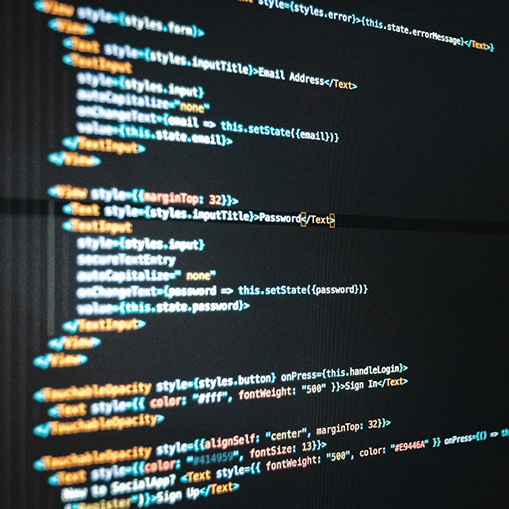 style={styles.error}>{this.state.errorMessage}</Text>}
<View style={styles.form}>
<View>
<Text style={styles.inputTitle}>Email Address</Text>
<TextInput
style={styles.input}
autoCapitalize="none"
onChangeText={email => this.setState({email})}
value={this.state.email}>
</TextInput>
</View>
<View style={{marginTop: 32}}>
<Text style={styles.inputTitle}>Password</Text>
<TextInput
style={styles.input}
secureTextEntry
autoCapitalize=" none"
onChangeText={password => this.setState({password})}
value={this.state.password}>
</TextInput>
</View>
</View>
<TouchableOpacity style={styles.button} onPress={this.handleLogin}>
<Text style={{ color: "#fff", fontWeight: "500" }}>Sign In</Text>
</TouchableOpacity>
<TouchableOpacity style={{alignSelf: "center", marginTop: 32}}>
<Text style={{color: "#414959", fontSize: 13}}>
New to SocialApp? <Text style={{ fontWeight: "500", color: "#E9446A" }} onPress={() =>
"Register")}>Sign Up</Text>